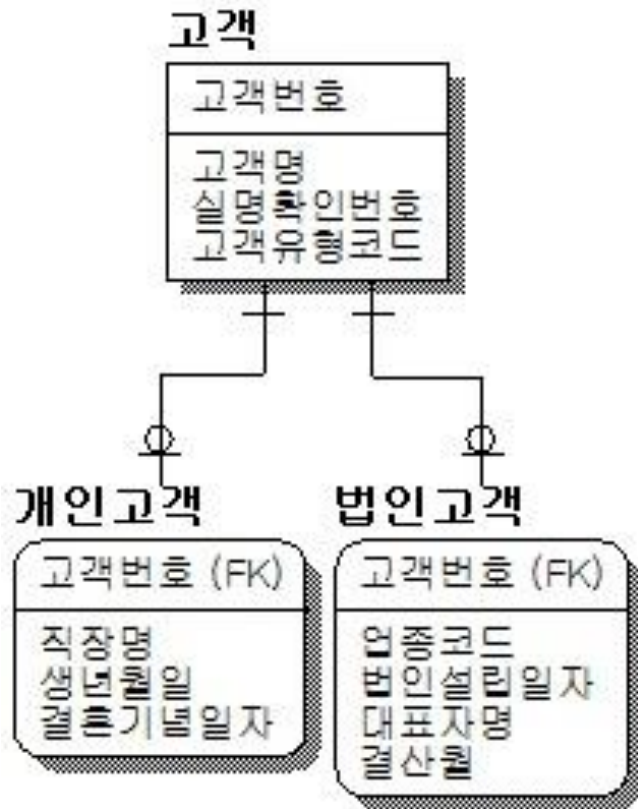 고객
고객번호
고객명
실명확인번호
고객유형코드
개인고객
고객번호 (FK)
직장명
생년월일
결혼기념일자
법인고객
고객번호 (FK)
업종코드
법인설립일자
대표자명
결산월